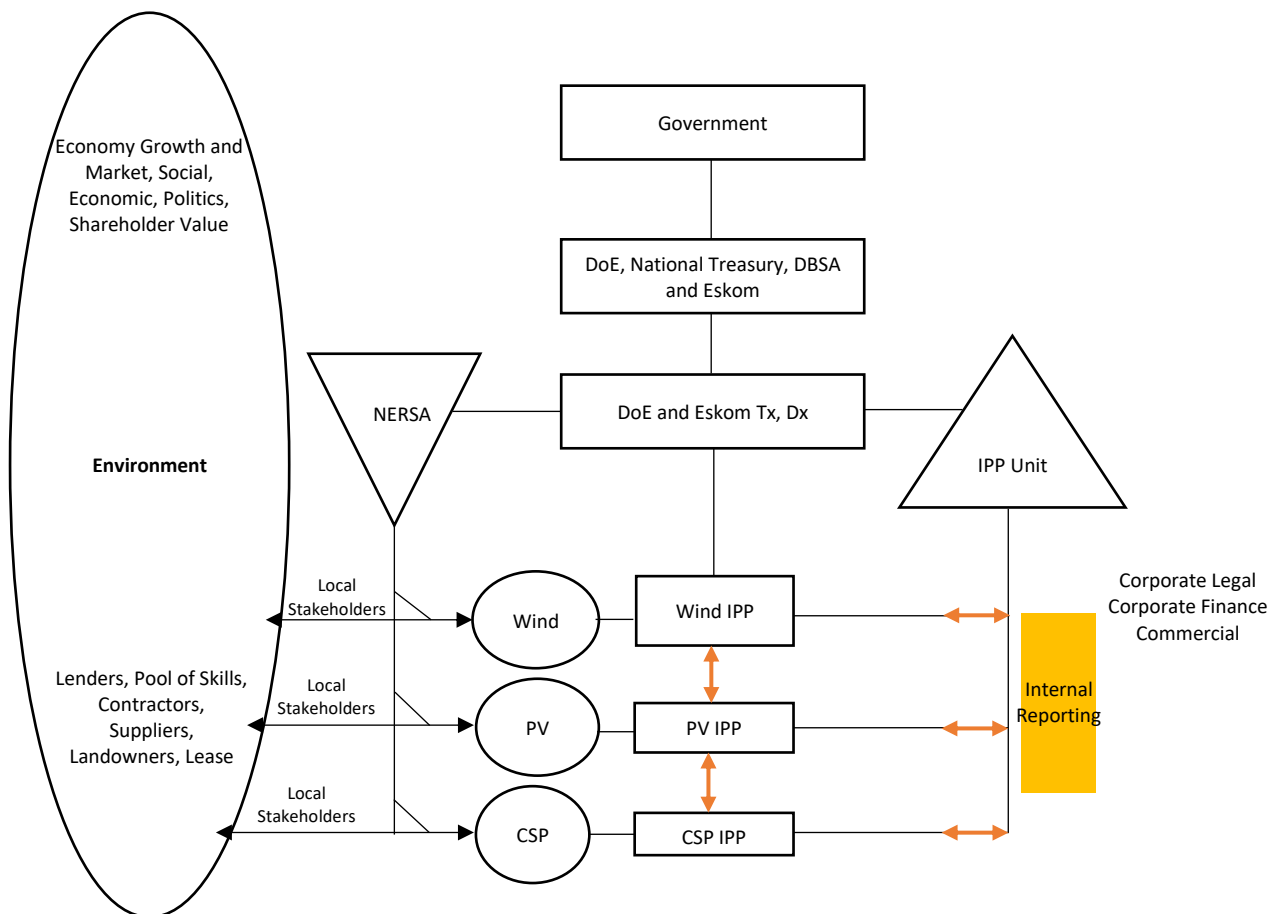 Government
Economy Growth and
Market, Social,
Economic, Politics,
Shareholder Value
DoE, National Treasury, DBSA
and Eskom
NERSA
DoE and Eskom Tx, Dx
Environment
IPP Unit
Local
Stakeholders
Wind
Wind IPP
Corporate Legal
Corporate Finance
Commercial
Lenders, Pool of Skills,
Contractors,
Suppliers,
Landowners, Lease
Local
Stakeholders
PV
PV IPP
Internal
Reporting
Local
Stakeholders
CSP
CSP IPP